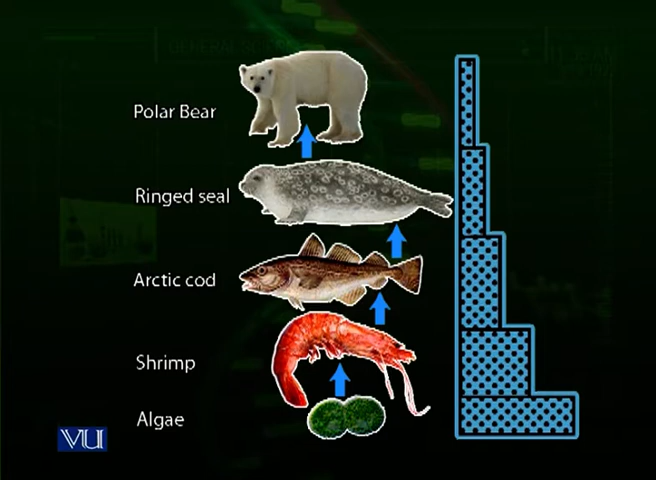 Polar Bear
Ringed seal
Arctic cod
Shrimp
Algae
VU